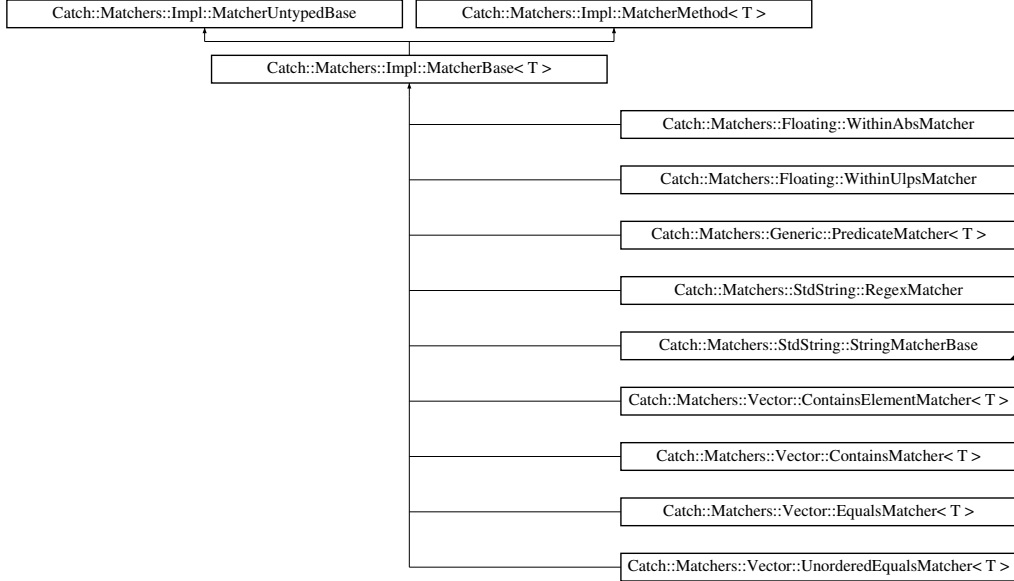 Catch::Matchers::Impl::MatcherUntypedBase
Catch::Matchers::Impl::MatcherMethod< T >
Catch::Matchers::Impl::MatcherBase< T >
Catch::Matchers::Floating::WithinAbsMatcher
Catch::Matchers::Floating::WithinUlpsMatcher
Catch::Matchers::Generic::PredicateMatcher< T >
Catch::Matchers::StdString::RegexMatcher
Catch::Matchers::StdString::StringMatcherBase
Catch::Matchers::Vector::ContainsElementMatcher< T >
Catch::Matchers::Vector::ContainsMatcher< T >
Catch::Matchers::Vector::EqualsMatcher< T >
Catch::Matchers::Vector::UnorderedEqualsMatcher< T >